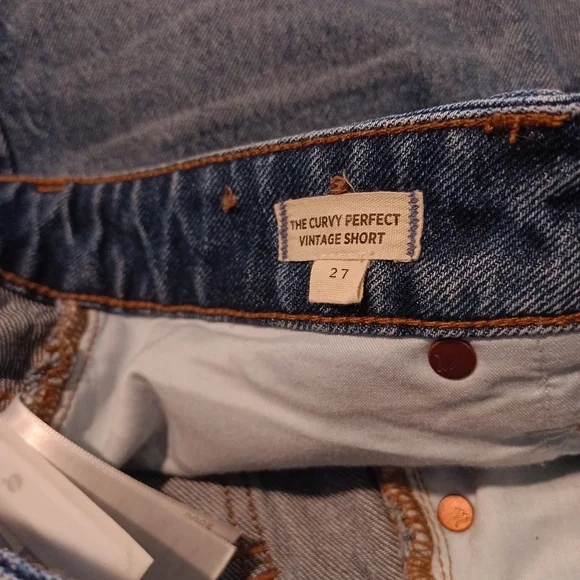 THE CURVY PERFECT
VINTAGE SHORT
27